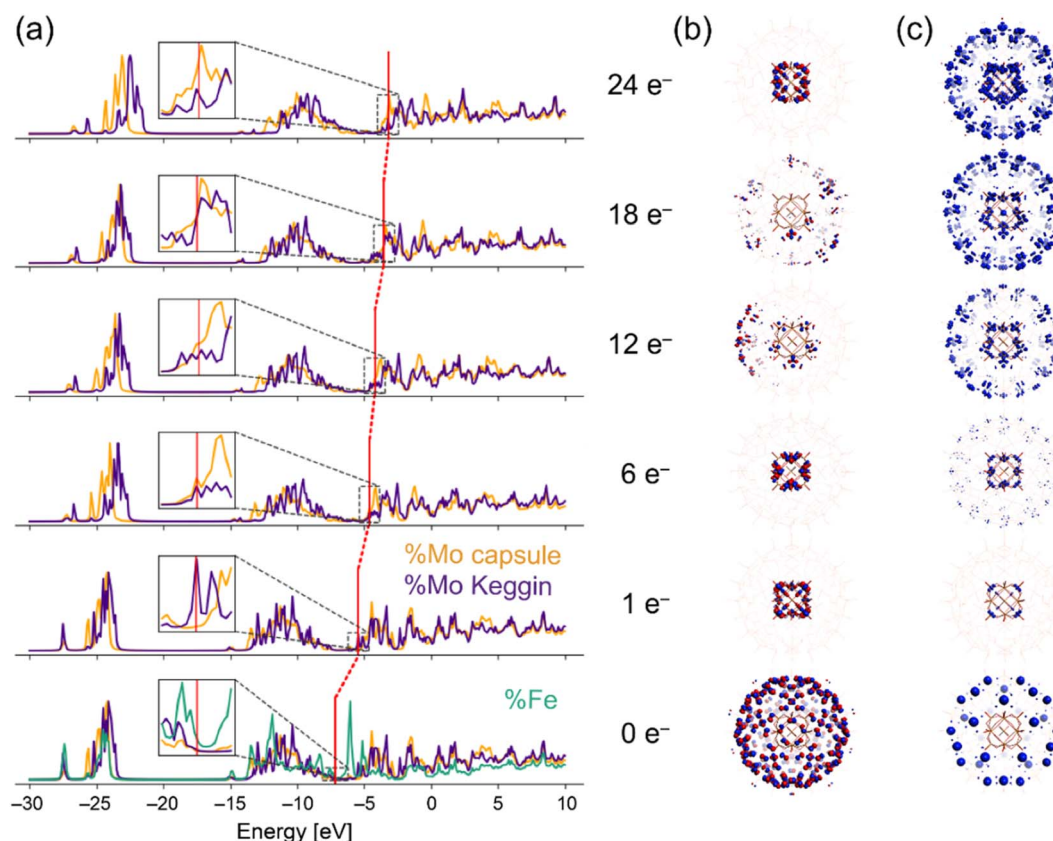 (a)
(b)
(c)
24 e⁻
18 e⁻
12 e⁻
6 e⁻
%Mo capsule
%Mo Keggin
1 e⁻
%Fe
0 e⁻
−30 −25 −20 −15 −10 −5 0 5 10
Energy [eV]